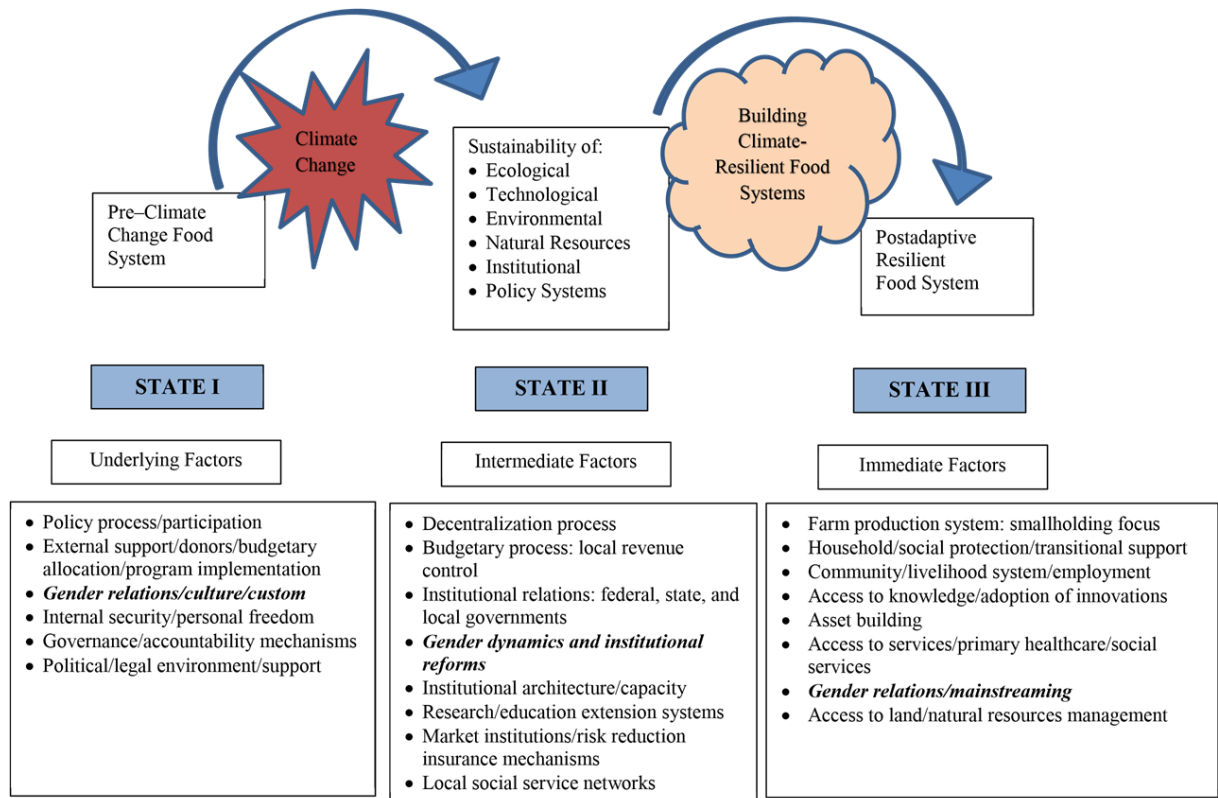 Climate
Change
Building
Climate-
Resilient Food
Systems
Pre–Climate
Change Food
System
Sustainability of:
• Ecological
• Technological
• Environmental
• Natural Resources
• Institutional
• Policy Systems
Postadaptive
Resilient
Food System
STATE I
STATE II
STATE III
Underlying Factors
Intermediate Factors
Immediate Factors
• Policy process/participation
• External support/donors/budgetary
allocation/program implementation
• Gender relations/culture/custom
• Internal security/personal freedom
• Governance/accountability mechanisms
• Political/legal environment/support
• Decentralization process
• Budgetary process: local revenue
control
• Institutional relations: federal, state, and
local governments
• Gender dynamics and institutional
reforms
• Institutional architecture/capacity
• Research/education extension systems
• Market institutions/risk reduction
insurance mechanisms
• Local social service networks
• Farm production system: smallholding focus
• Household/social protection/transitional support
• Community/livelihood system/employment
• Access to knowledge/adoption of innovations
• Asset building
• Access to services/primary healthcare/social
services
• Gender relations/mainstreaming
• Access to land/natural resources management